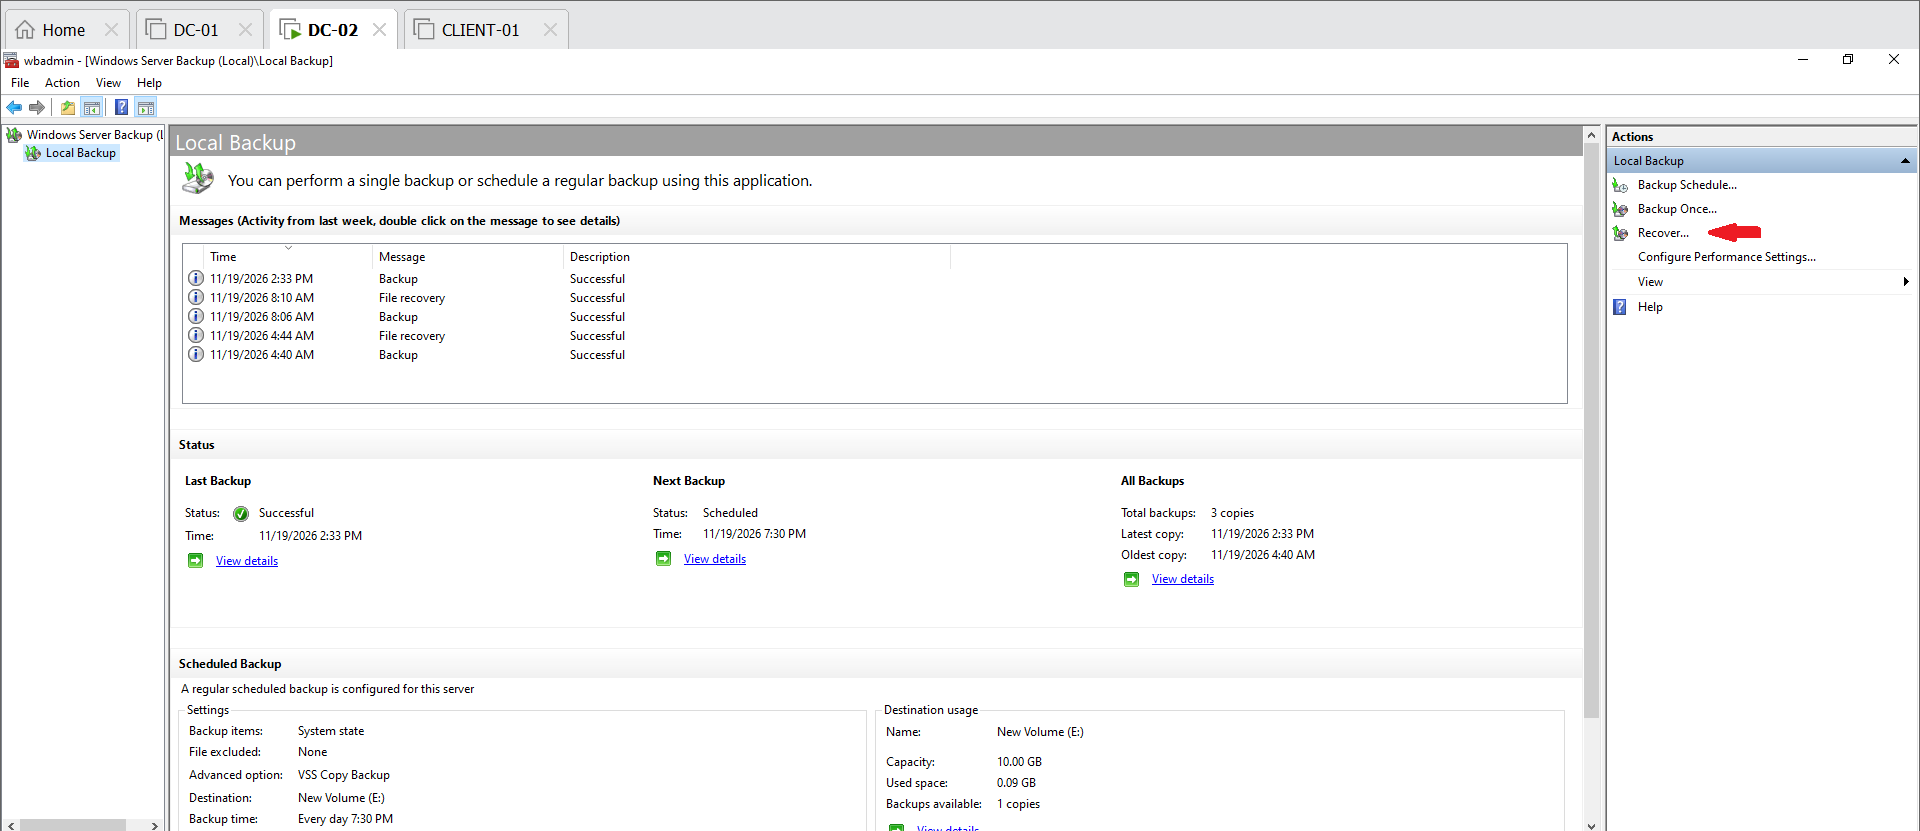 Home
DC-01
DC-02
CLIENT-01
wbadmin - [Windows Server Backup (Local)\Local Backup]
File Action View Help
Windows Server Backup (L
Local Backup
Local Backup
You can perform a single backup or schedule a regular backup using this application.
Messages (Activity from last week, double click on the message to see details)
Time Message Description
11/19/2026 2:33 PM Backup Successful
11/19/2026 8:10 AM File recovery Successful
11/19/2026 8:06 AM Backup Successful
11/19/2026 4:44 AM File recovery Successful
11/19/2026 4:40 AM Backup Successful
Status
Last Backup
Status: Successful
Time: 11/19/2026 2:33 PM
View details
Next Backup
Status: Scheduled
Time: 11/19/2026 7:30 PM
View details
All Backups
Total backups: 3 copies
Latest copy: 11/19/2026 2:33 PM
Oldest copy: 11/19/2026 4:40 AM
View details
Scheduled Backup
A regular scheduled backup is configured for this server
Settings
Backup items: System state
File excluded: None
Advanced option: VSS Copy Backup
Destination: New Volume (E:)
Backup time: Every day 7:30 PM
Destination usage
Name: New Volume (E:)
Capacity: 10.00 GB
Used space: 0.09 GB
Backups available: 1 copies
View details
Actions
Local Backup
Backup Schedule...
Backup Once...
Recover...
Configure Performance Settings...
View
Help